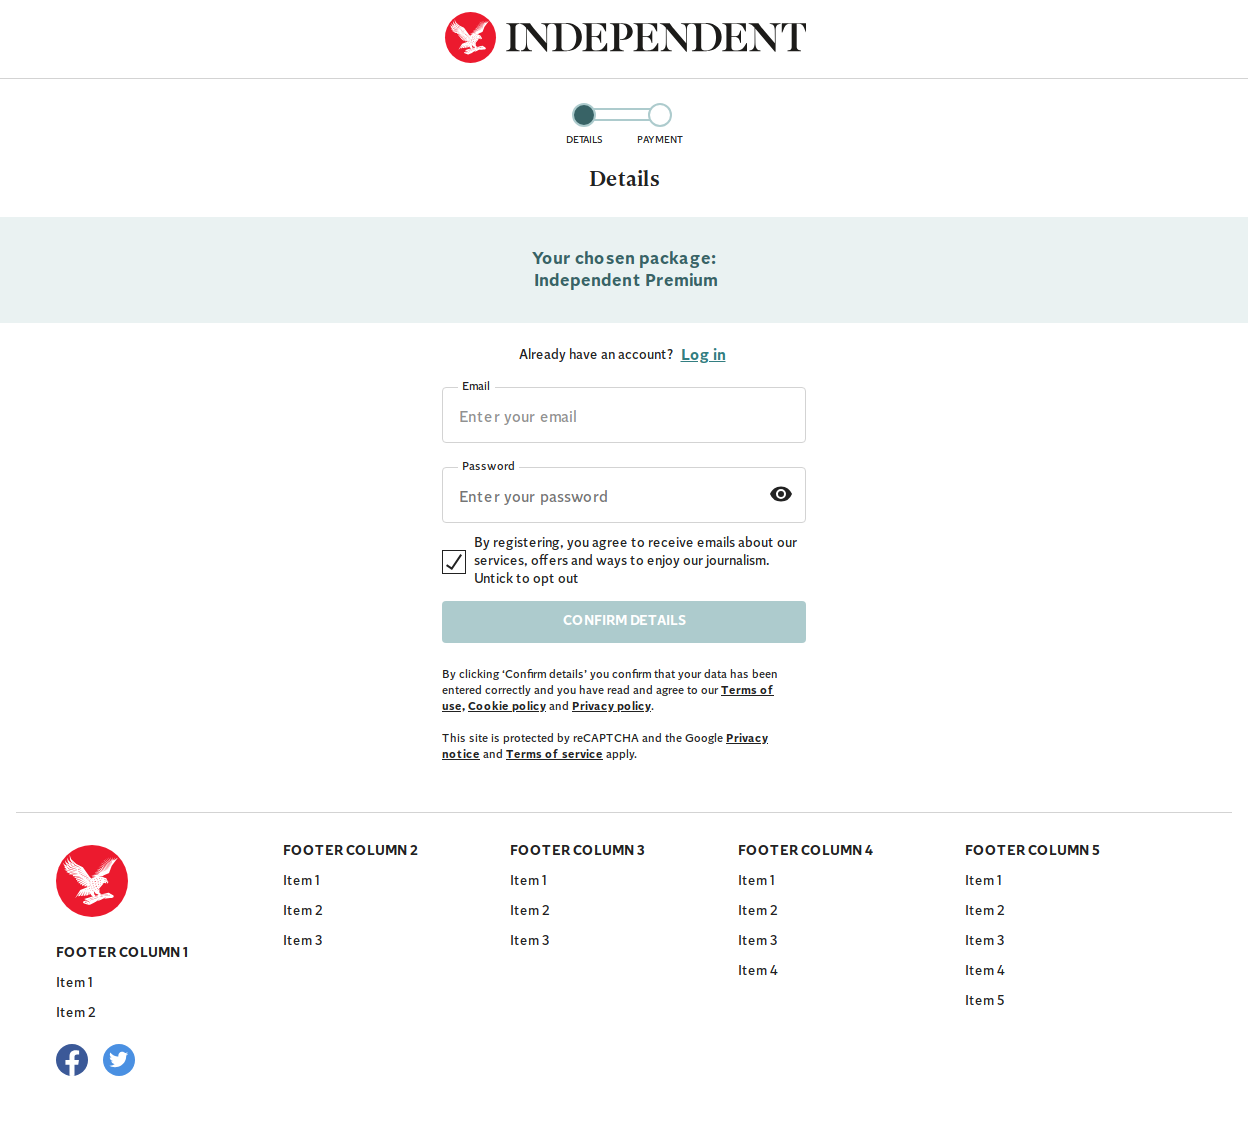 INDEPENDENT
DETAILS
PAYMENT
Details
Your chosen package:
Independent Premium
Already have an account? Log in
Email
Enter your email
Password
Enter your password
By registering, you agree to receive emails about our
services, offers and ways to enjoy our journalism.
Untick to opt out
CONFIRM DETAILS
By clicking ‘Confirm details’ you confirm that your data has been
entered correctly and you have read and agree to our Terms of
use, Cookie policy and Privacy policy.
This site is protected by reCAPTCHA and the Google Privacy
notice and Terms of service apply.
FOOTER COLUMN 1
Item 1
Item 2
FOOTER COLUMN 2
Item 1
Item 2
Item 3
FOOTER COLUMN 3
Item 1
Item 2
Item 3
FOOTER COLUMN 4
Item 1
Item 2
Item 3
Item 4
FOOTER COLUMN 5
Item 1
Item 2
Item 3
Item 4
Item 5